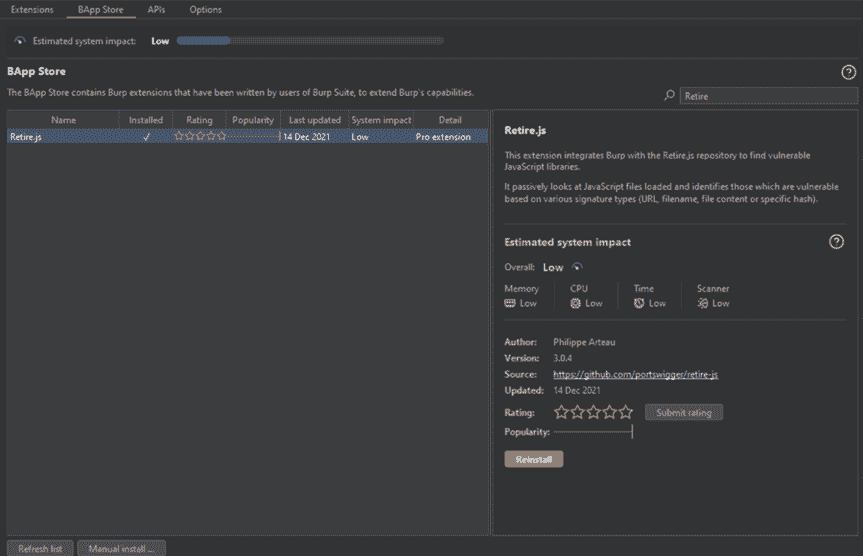 Extensions BApp Store APIs Options
Estimated system impact: Low
BApp Store
The BApp Store contains Burp extensions that have been written by users of Burp Suite, to extend Burp's capabilities.
Retire
Name Installed Rating Popularity Last updated System impact Detail
Retire.js 14 Dec 2021 Low Pro extension
Retire.js
This extension integrates Burp with the Retire.js repository to find vulnerable
JavaScript libraries.
It passively looks at JavaScript files loaded and identifies those which are vulnerable
based on various signature types (URL, filename, file content or specific hash).
Estimated system impact
Overall: Low
Memory CPU Time Scanner
Low Low Low Low
Author: Philippe Arteau
Version: 3.0.4
Source: https://github.com/portswigger/retire-js
Updated: 14 Dec 2021
Rating: Submit rating
Popularity:
Reinstall
Refresh list Manual install ...